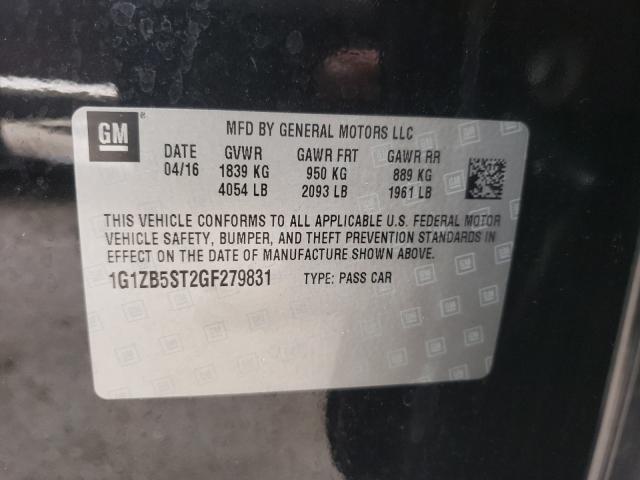 GM
MFD BY GENERAL MOTORS LLC
DATE GVWR GAWR FRT GAWR RR
04/16 1839 KG 950 KG 889 KG
4054 LB 2093 LB 1961 LB
THIS VEHICLE CONFORMS TO ALL APPLICABLE U.S. FEDERAL MOTOR
VEHICLE SAFETY, BUMPER, AND THEFT PREVENTION STANDARDS IN
EFFECT ON THE DATE OF MANUFACTURE SHOWN ABOVE.
1G1ZB5ST2GF279831 TYPE: PASS CAR